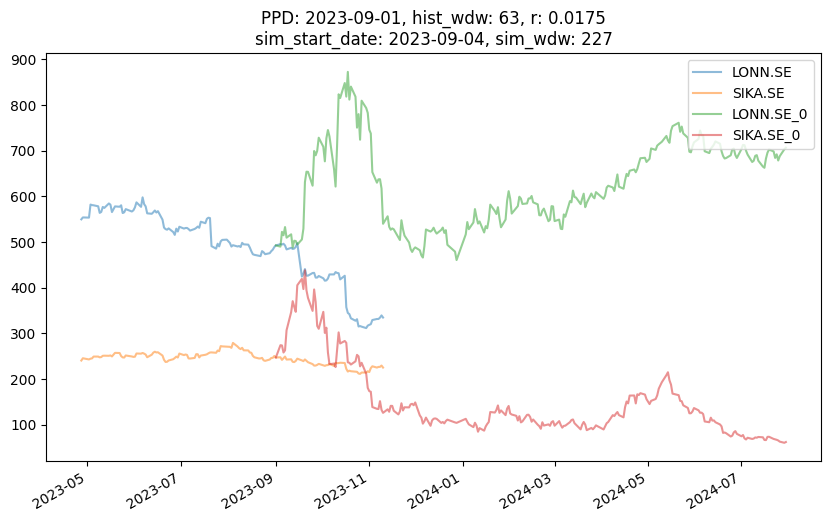 PPD: 2023-09-01, hist_wdw: 63, r: 0.0175
sim_start_date: 2023-09-04, sim_wdw: 227
LONN.SE
SIKA.SE
LONN.SE_0
SIKA.SE_0
900
800
700
600
500
400
300
200
100
2023-05
2023-07
2023-09
2023-11
2024-01
2024-03
2024-05
2024-07